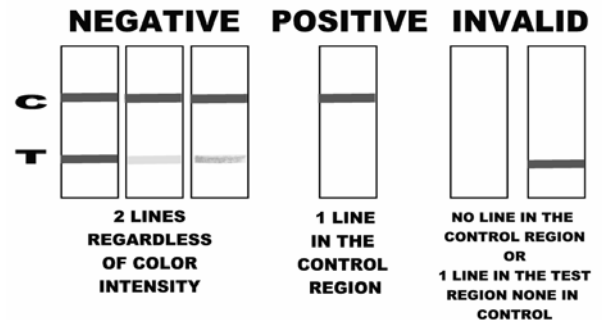 NEGATIVE POSITIVE INVALID
C
T
2 LINES
REGARDLESS
OF COLOR
INTENSITY
1 LINE
IN THE
CONTROL
REGION
NO LINE IN THE
CONTROL REGION
OR
1 LINE IN THE TEST
REGION NONE IN
CONTROL